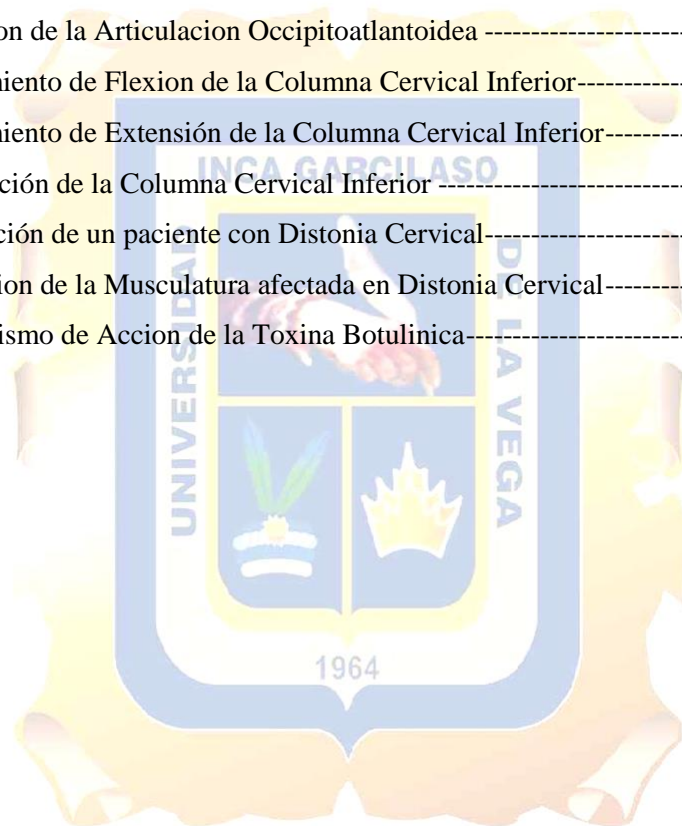 on de la Articulacion Occipitoatlantoidea ----------------------
iento de Flexion de la Columna Cervical Inferior------------
iento de Extensión de la Columna Cervical Inferior---------
ción de la Columna Cervical Inferior ---------------------------
ción de un paciente con Distonia Cervical----------------------
ion de la Musculatura afectada en Distonia Cervical---------
ismo de Accion de la Toxina Botulinica------------------------
INCA GARCILASO
UNIVERSIDAD
DE LA VEGA
1964